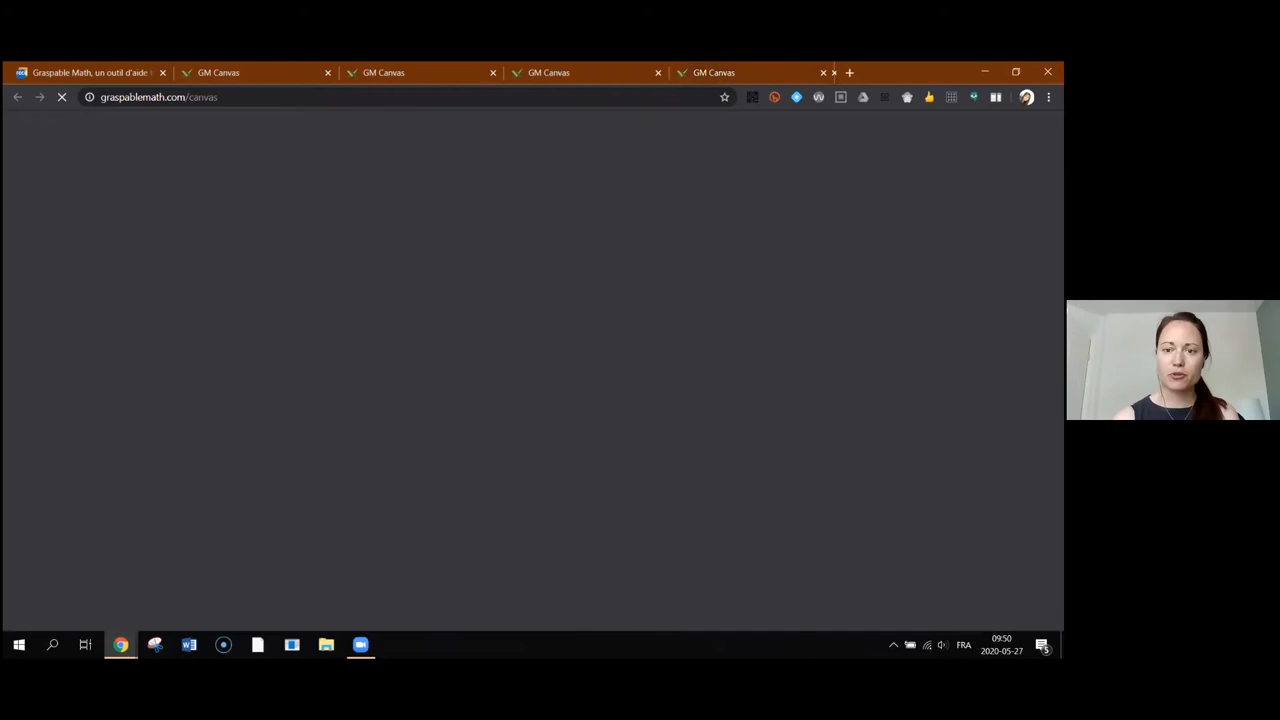 Graspable Math, un outil d'aide
GM Canvas
GM Canvas
GM Canvas
GM Canvas
graspablemath.com/canvas
FRA
09:50
2020-05-27
5